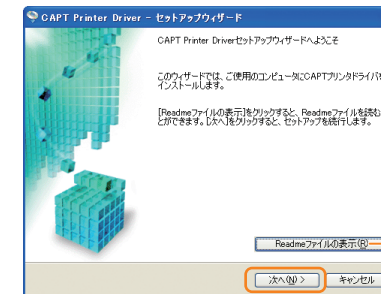 CAPT Printer Driver - セットアップウィザード
CAPT Printer Driverセットアップウィザードへようこそ
このウィザードでは、ご使用のコンピュータにCAPTプリンタドライバを
インストールします。
[Readmeファイルの表示]をクリックすると、Readmeファイルを読む
とができます。[次へ]をクリックすると、セットアップを続行します。
Readmeファイルの表示(R)
次へ(N) >
キャンセル